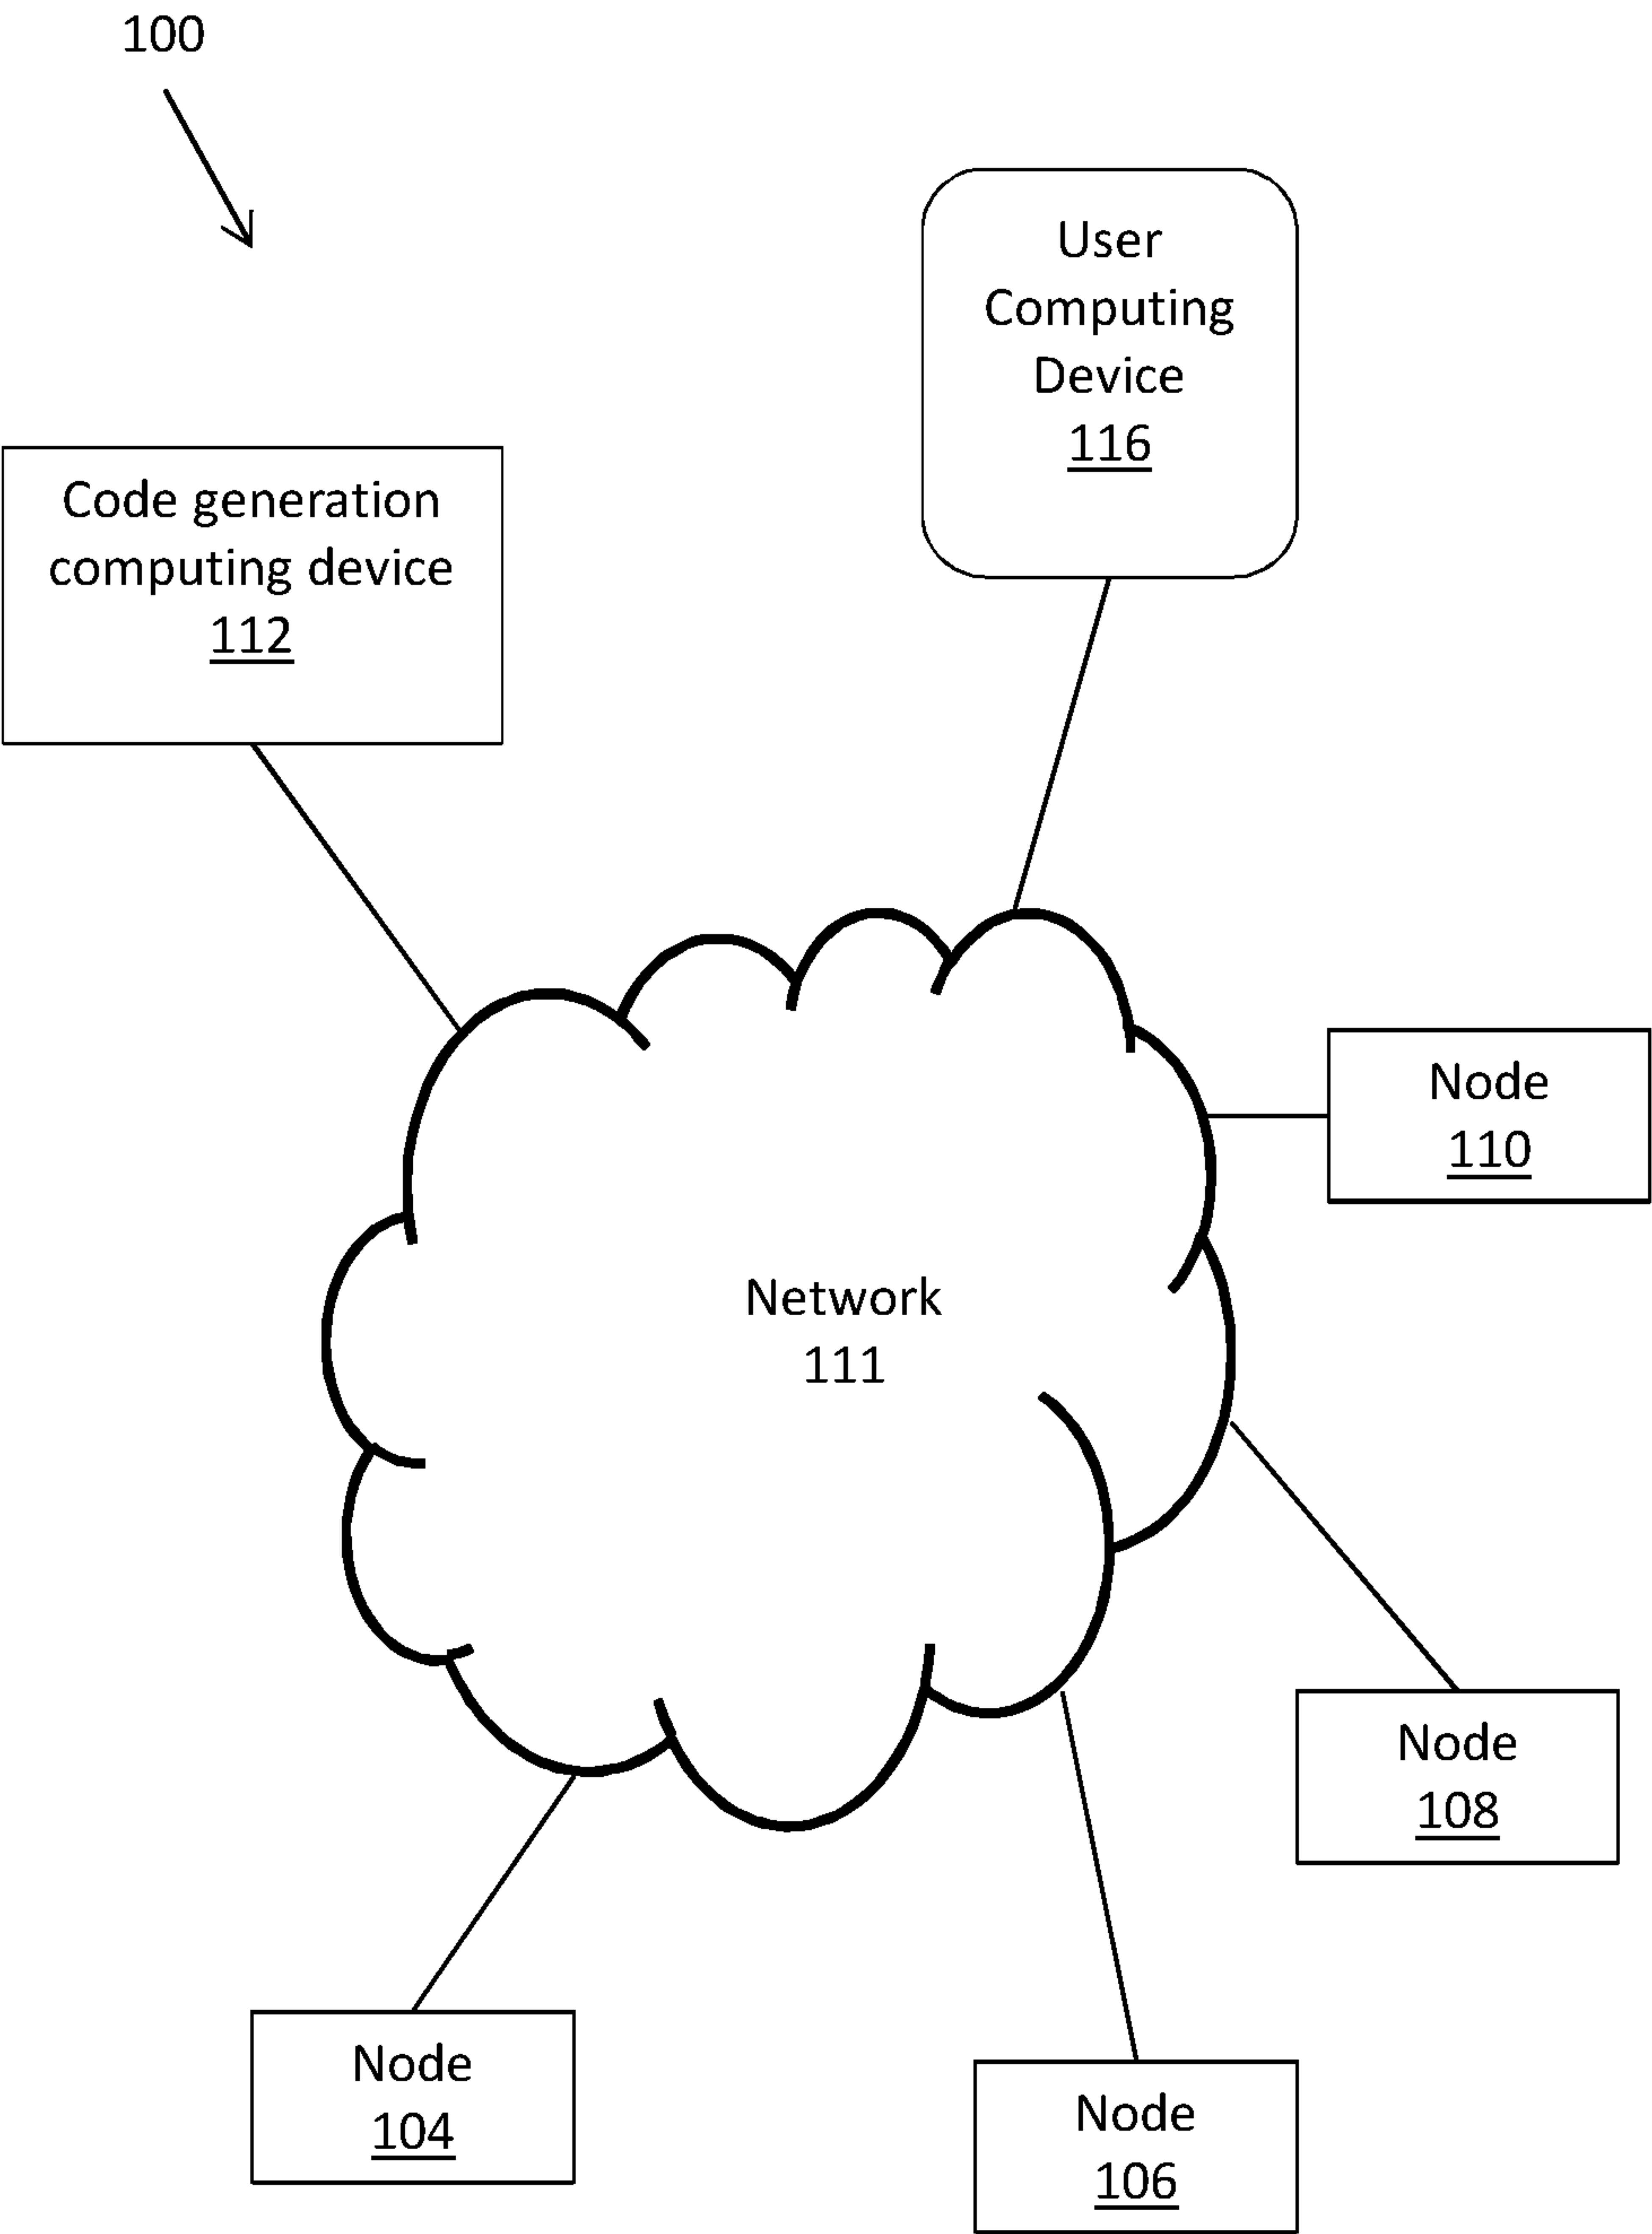 100
User
Computing
Device
116
Code generation
computing device
112
Node
110
Network
111
Node
108
Node
104
Node
106